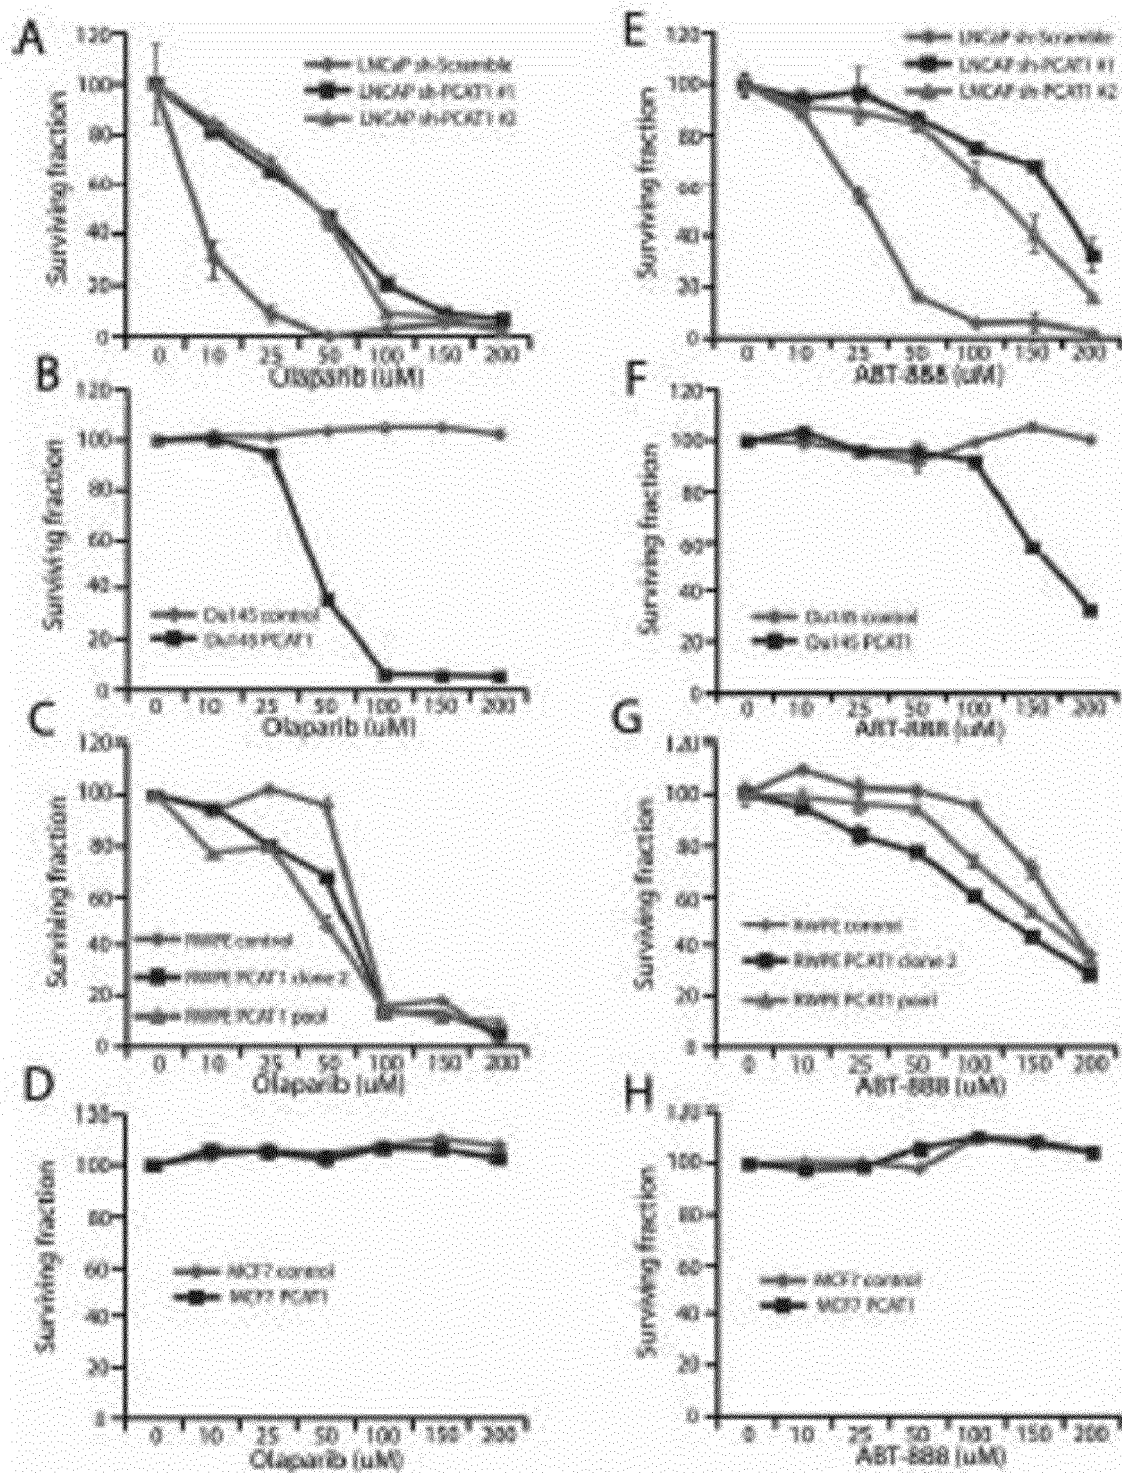 A
120
100
80
60
40
20
0
Surviving fraction
LNCaP sh-Scramble
LNCAP sh-PCAT1 #1
LNCAP sh-PCAT1 #2
0 10 25 50 100 150 200
Olaparib (uM)
B
120
100
80
60
40
20
0
Surviving fraction
Du145 control
Du145 PCAT1
0 10 25 50 100 150 200
Olaparib (uM)
C
120
100
80
60
40
20
0
Surviving fraction
RWPE control
RWPE PCAT1 clone 2
RWPE PCAT1 pool
0 10 25 50 100 150 200
Olaparib (uM)
D
120
100
80
60
40
20
0
Surviving fraction
MCF7 control
MCF7 PCAT1
0 10 25 50 100 150 200
Olaparib (uM)
E
120
100
80
60
40
20
0
Surviving fraction
LNCaP sh-Scramble
LNCAP sh-PCAT1 #1
LNCAP sh-PCAT1 #2
0 10 25 50 100 150 200
ABT-888 (uM)
F
120
100
80
60
40
20
0
Surviving fraction
Du145 control
Du145 PCAT1
0 10 25 50 100 150 200
ABT-888 (uM)
G
120
100
80
60
40
20
0
Surviving fraction
RWPE control
RWPE PCAT1 clone 2
RWPE PCAT1 pool
0 10 25 50 100 150 200
ABT-888 (uM)
H
120
100
80
60
40
20
0
Surviving fraction
MCF7 control
MCF7 PCAT1
0 10 25 50 100 150 200
ABT-888 (uM)